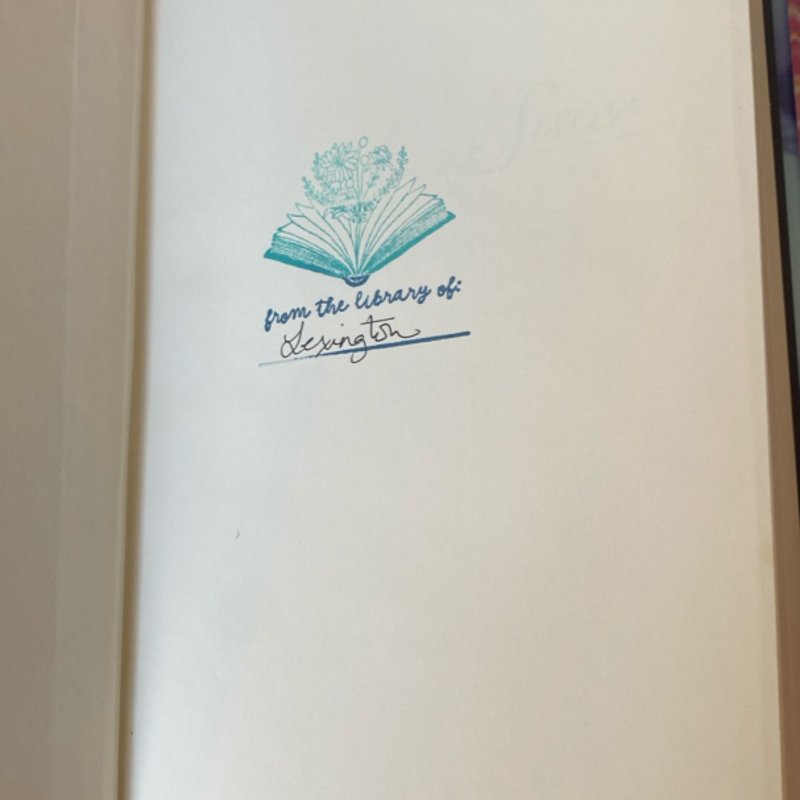 from the library of:
Lexington